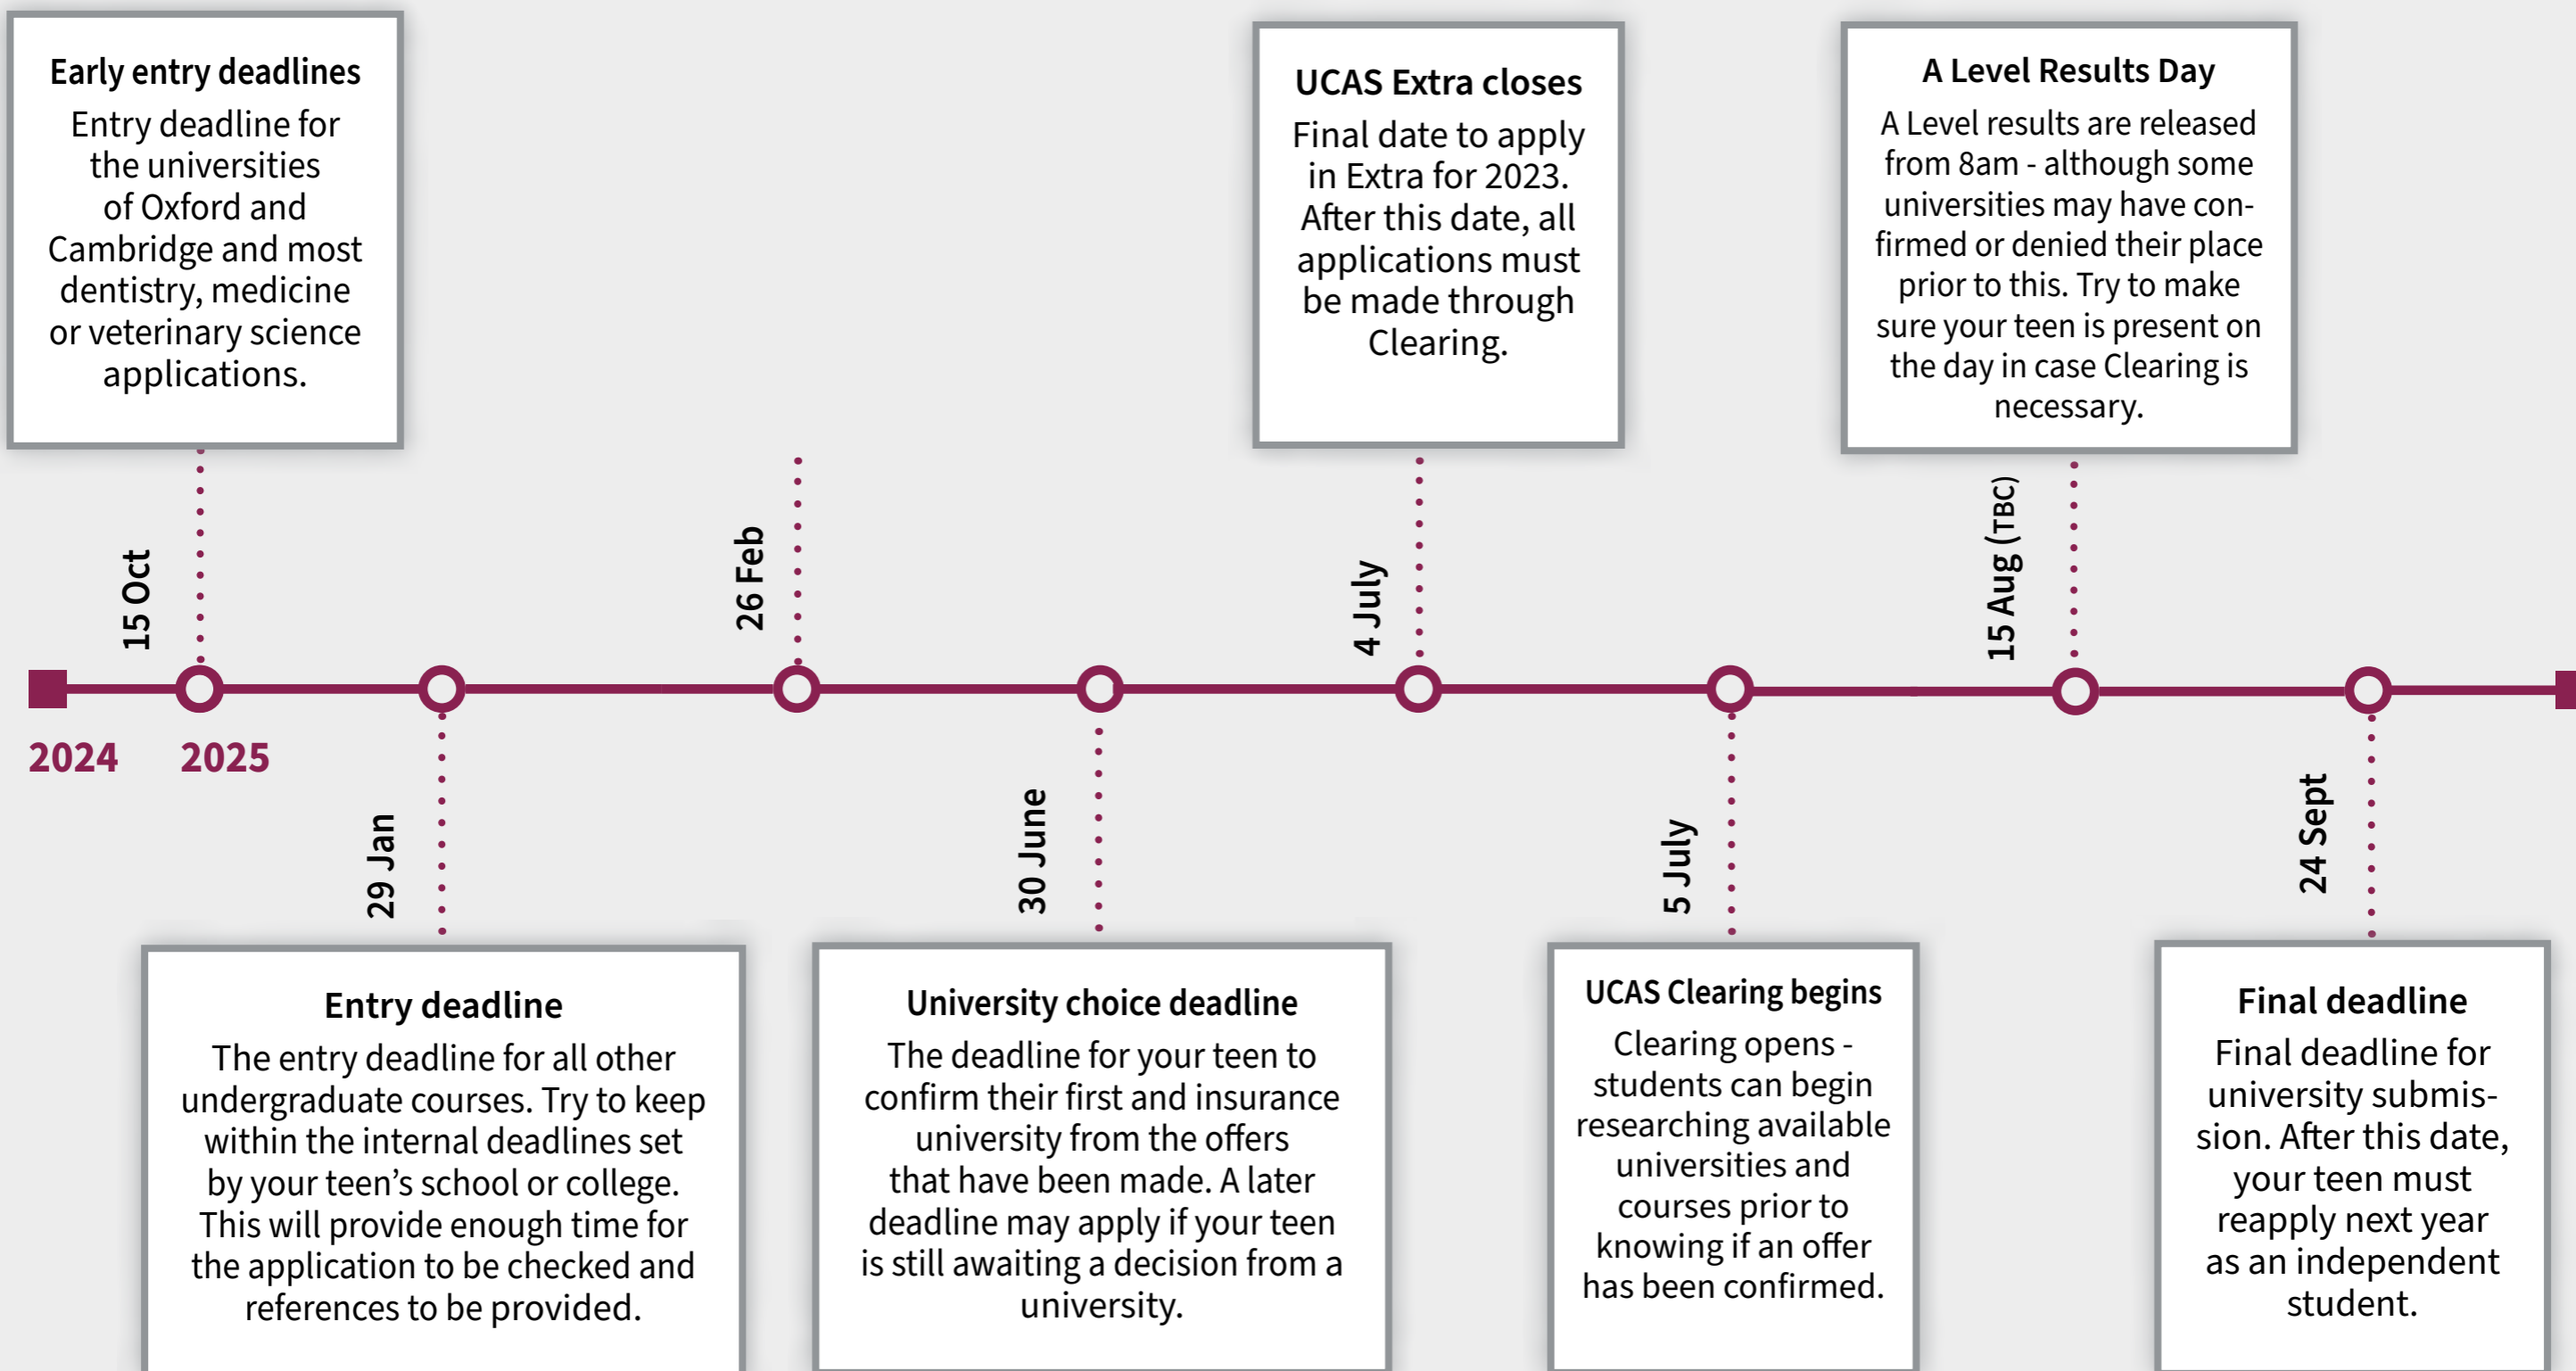 Early entry deadlines
Entry deadline for
the universities
of Oxford and
Cambridge and most
dentistry, medicine
or veterinary science
applications.
UCAS Extra closes
Final date to apply
in Extra for 2023.
After this date, all
applications must
be made through
Clearing.
A Level Results Day
A Level results are released
from 8am - although some
universities may have con-
firmed or denied their place
prior to this. Try to make
sure your teen is present on
the day in case Clearing is
necessary.
15 Oct
26 Feb
4 July
15 Aug (TBC)
2024
2025
29 Jan
30 June
5 July
24 Sept
Entry deadline
The entry deadline for all other
undergraduate courses. Try to keep
within the internal deadlines set
by your teen’s school or college.
This will provide enough time for
the application to be checked and
references to be provided.
University choice deadline
The deadline for your teen to
confirm their first and insurance
university from the offers
that have been made. A later
deadline may apply if your teen
is still awaiting a decision from a
university.
UCAS Clearing begins
Clearing opens -
students can begin
researching available
universities and
courses prior to
knowing if an offer
has been confirmed.
Final deadline
Final deadline for
university submis-
sion. After this date,
your teen must
reapply next year
as an independent
student.